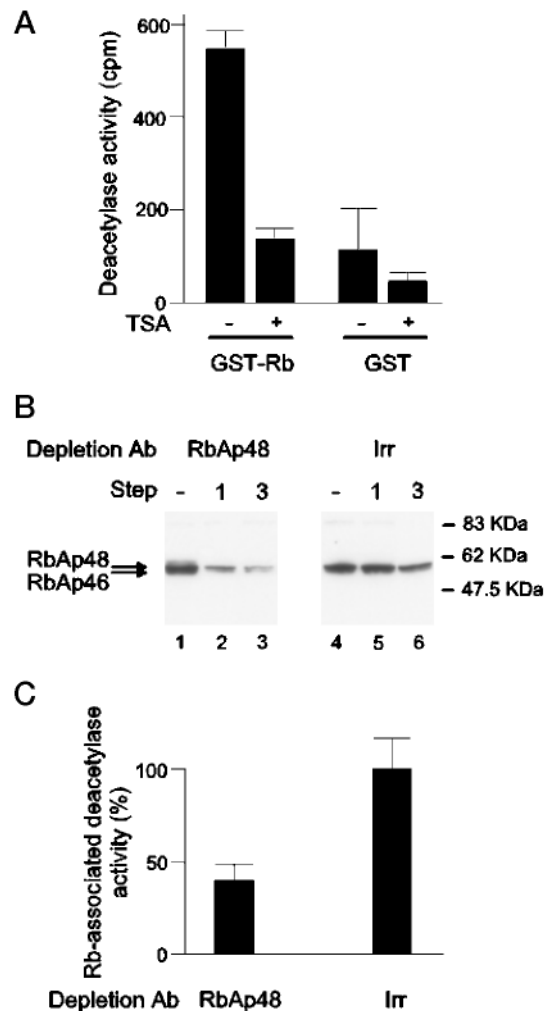 A
Deacetylase activity (cpm)
600
400
200
0
TSA - + - +
GST-Rb GST
B
Depletion Ab RbAp48 Irr
Step - 1 3 - 1 3
RbAp48
RbAp46
83 KDa
62 KDa
47.5 KDa
1 2 3 4 5 6
C
Rb-associated deacetylase
activity (%)
100
50
0
Depletion Ab RbAp48 Irr